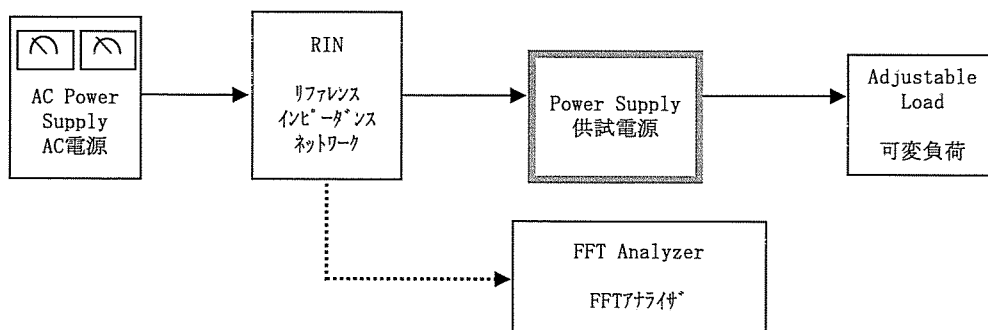 AC Power
Supply
AC電源
RIN
ﾘﾌｧﾚﾝｽ
ｲﾝﾋﾟｰﾀﾞﾝｽ
ﾈｯﾄﾜｰｸ
Power Supply
供試電源
Adjustable
Load
可変負荷
FFT Analyzer
FFTｱﾅﾗｲｻﾞ